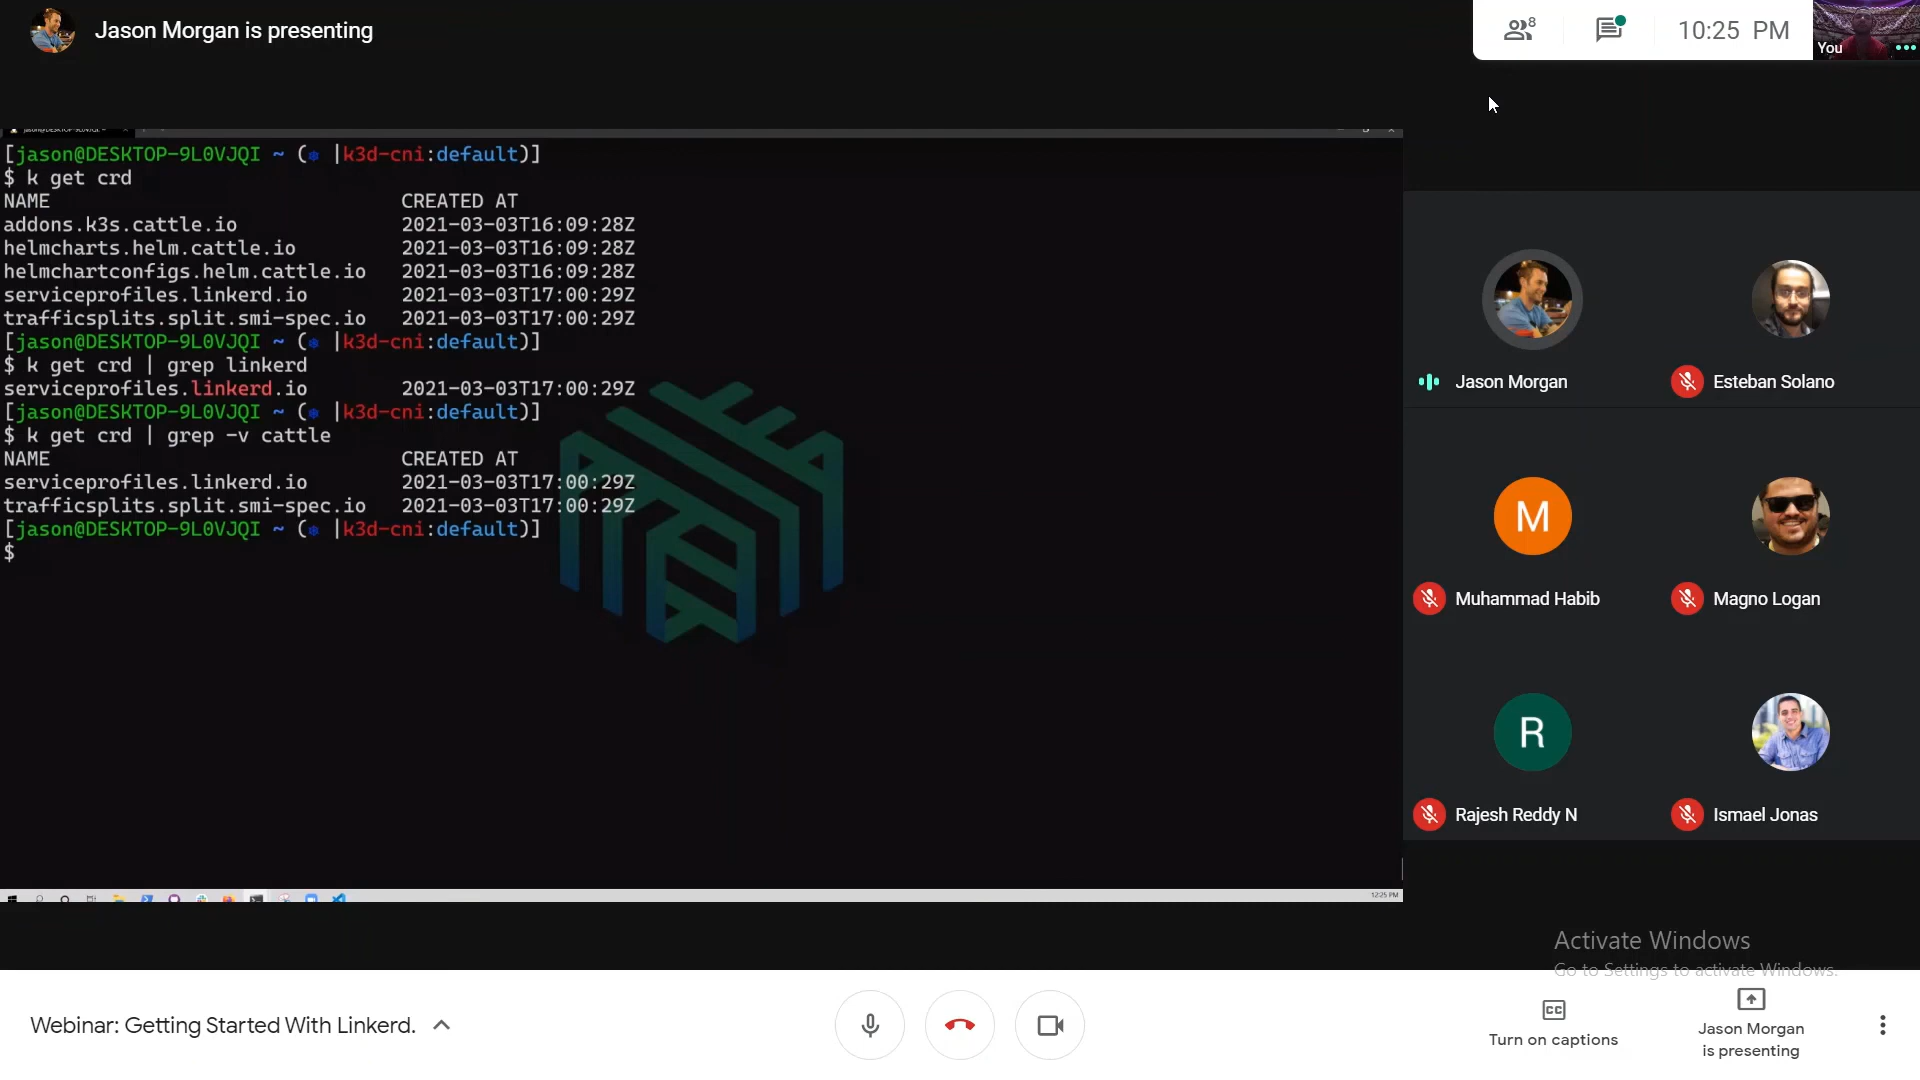 Jason Morgan is presenting
8
10:25 PM
You
[jason@DESKTOP-9L0VJQI ~ (⎈ |k3d-cni:default)]
$ k get crd
NAME CREATED AT
addons.k3s.cattle.io 2021-03-03T16:09:28Z
helmcharts.helm.cattle.io 2021-03-03T16:09:28Z
helmchartconfigs.helm.cattle.io 2021-03-03T16:09:28Z
serviceprofiles.linkerd.io 2021-03-03T17:00:29Z
trafficsplits.split.smi-spec.io 2021-03-03T17:00:29Z
[jason@DESKTOP-9L0VJQI ~ (⎈ |k3d-cni:default)]
$ k get crd | grep linkerd
serviceprofiles.linkerd.io 2021-03-03T17:00:29Z
[jason@DESKTOP-9L0VJQI ~ (⎈ |k3d-cni:default)]
$ k get crd | grep -v cattle
NAME CREATED AT
serviceprofiles.linkerd.io 2021-03-03T17:00:29Z
trafficsplits.split.smi-spec.io 2021-03-03T17:00:29Z
[jason@DESKTOP-9L0VJQI ~ (⎈ |k3d-cni:default)]
$
12:25 PM
Jason Morgan
Esteban Solano
M
Muhammad Habib
Magno Logan
R
Rajesh Reddy N
Ismael Jonas
Activate Windows
Go to Settings to activate Windows.
Webinar: Getting Started With Linkerd.
CC
Turn on captions
Jason Morgan
is presenting